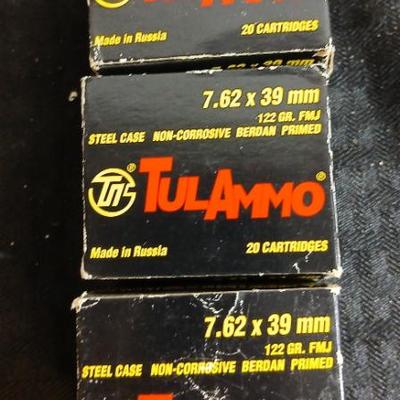 Made in Russia 20 CARTRIDGES
7.62 x 39 mm
122 GR. FMJ
STEEL CASE NON-CORROSIVE BERDAN PRIMED
TULAMMO®
Made in Russia 20 CARTRIDGES
7.62 x 39 mm
122 GR. FMJ
STEEL CASE NON-CORROSIVE BERDAN PRIMED